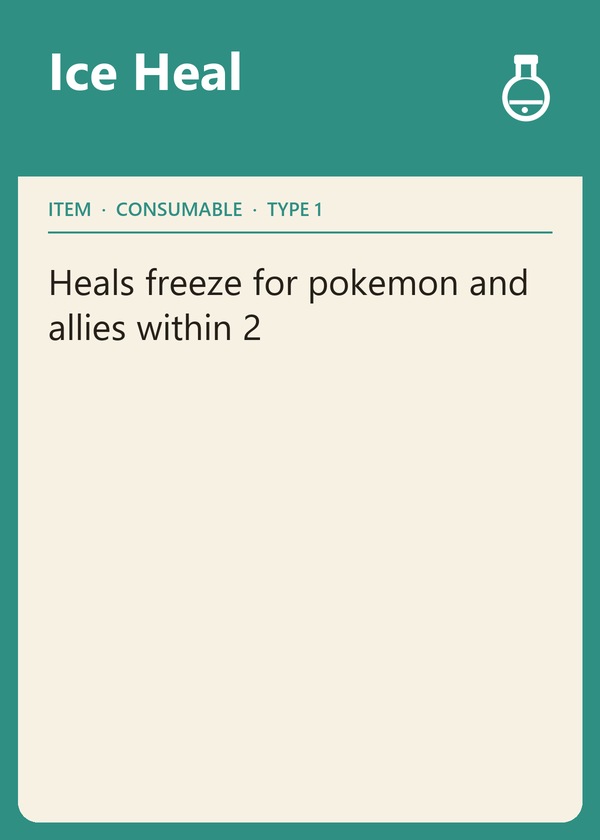 Ice Heal
ITEM · CONSUMABLE · TYPE 1
Heals freeze for pokemon and
allies within 2